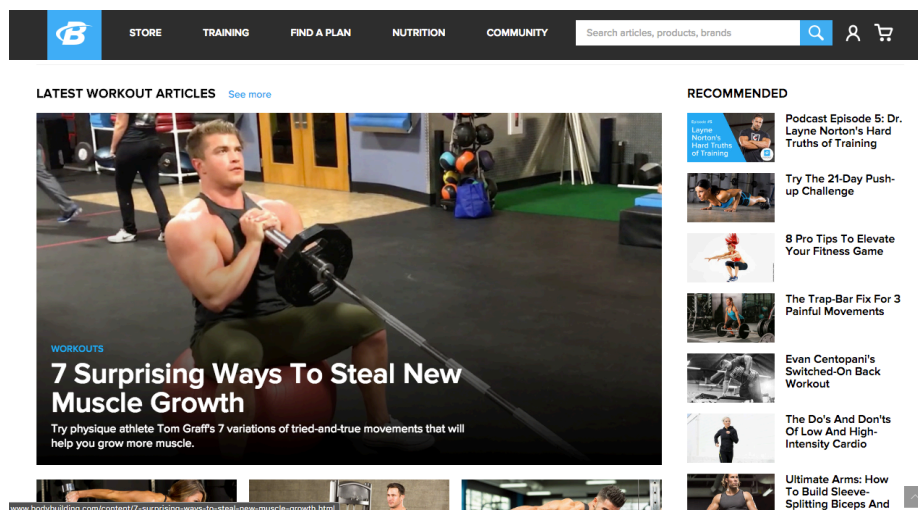 B
STORE
TRAINING
FIND A PLAN
NUTRITION
COMMUNITY
Search articles, products, brands
LATEST WORKOUT ARTICLES
See more
WORKOUTS
7 Surprising Ways To Steal New
Muscle Growth
Try physique athlete Tom Graff's 7 variations of tried-and-true movements that will
help you grow more muscle.
RECOMMENDED
Episode #5
Layne
Norton's
Hard Truths
of Training
Podcast Episode 5: Dr.
Layne Norton's Hard
Truths of Training
Try The 21-Day Push-
up Challenge
8 Pro Tips To Elevate
Your Fitness Game
The Trap-Bar Fix For 3
Painful Movements
Evan Centopani's
Switched-On Back
Workout
The Do's And Don'ts
Of Low And High-
Intensity Cardio
Ultimate Arms: How
To Build Sleeve-
Splitting Biceps And
www.bodybuilding.com/content/7-surprising-ways-to-steal-new-muscle-growth.html